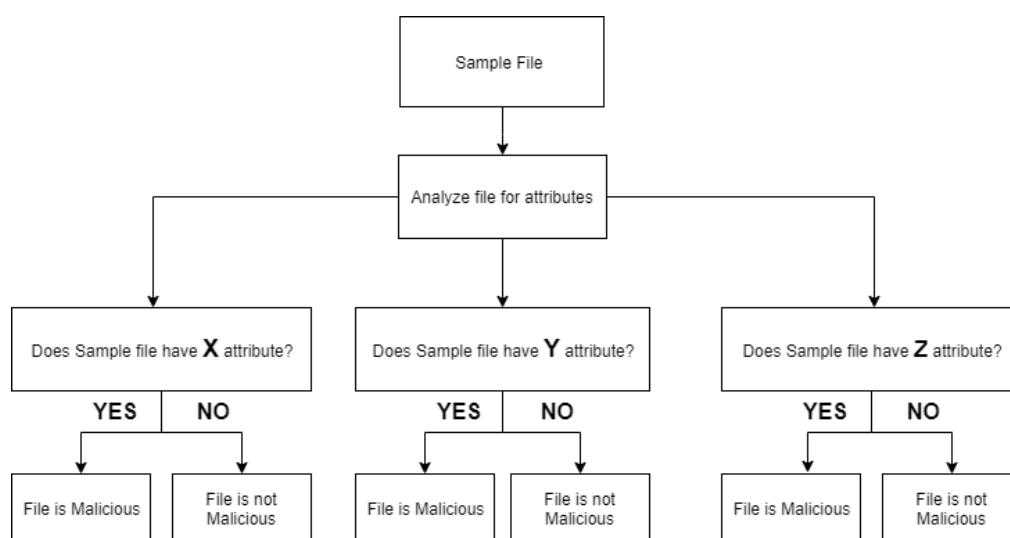 Sample File
Analyze file for attributes
Does Sample file have X attribute?
Does Sample file have Y attribute?
Does Sample file have Z attribute?
YES NO
YES NO
YES NO
File is Malicious
File is not
Malicious
File is Malicious
File is not
Malicious
File is Malicious
File is not
Malicious